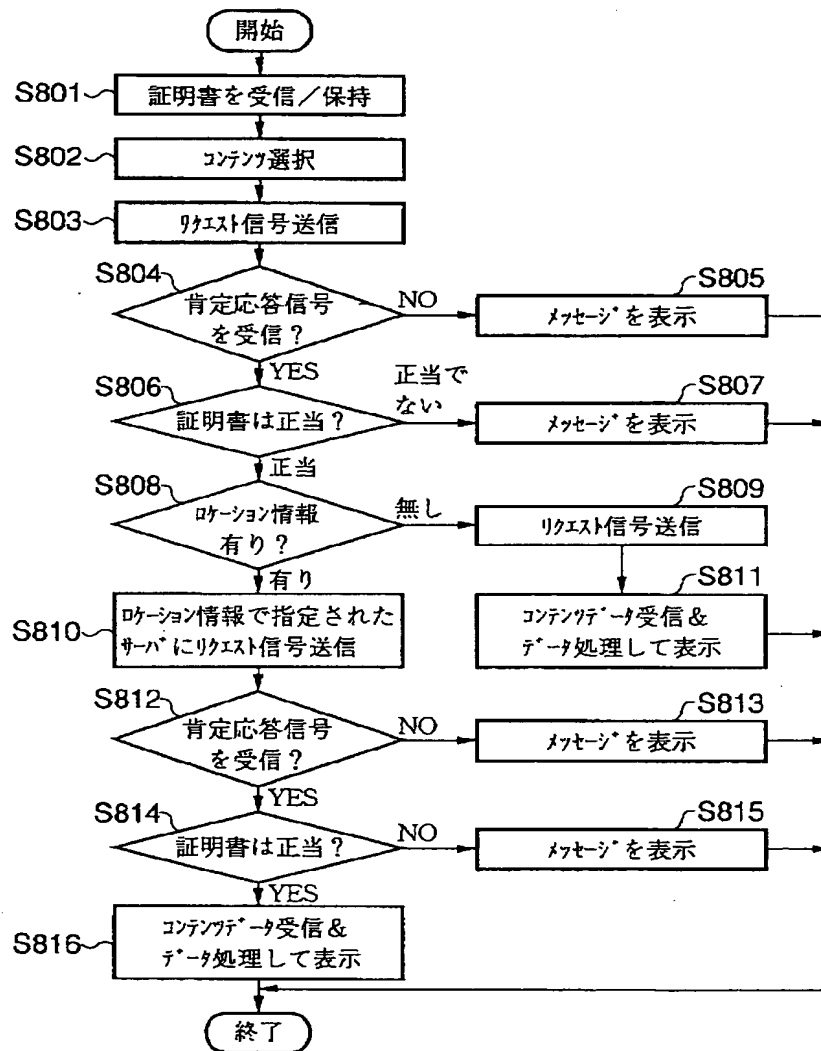 開始
S801
証明書を受信／保持
S802
コンテンツ選択
S803
リクエスト信号送信
S804
肯定応答信号
を受信？
NO
S805
メッセージを表示
YES
S806
証明書は正当？
正当で
ない
S807
メッセージを表示
正当
S808
ロケーション情報
有り？
無し
S809
リクエスト信号送信
有り
S810
ロケーション情報で指定された
サーバにリクエスト信号送信
S811
コンテンツデータ受信＆
データ処理して表示
S812
肯定応答信号
を受信？
NO
S813
メッセージを表示
YES
S814
証明書は正当？
NO
S815
メッセージを表示
YES
S816
コンテンツデータ受信＆
データ処理して表示
終了